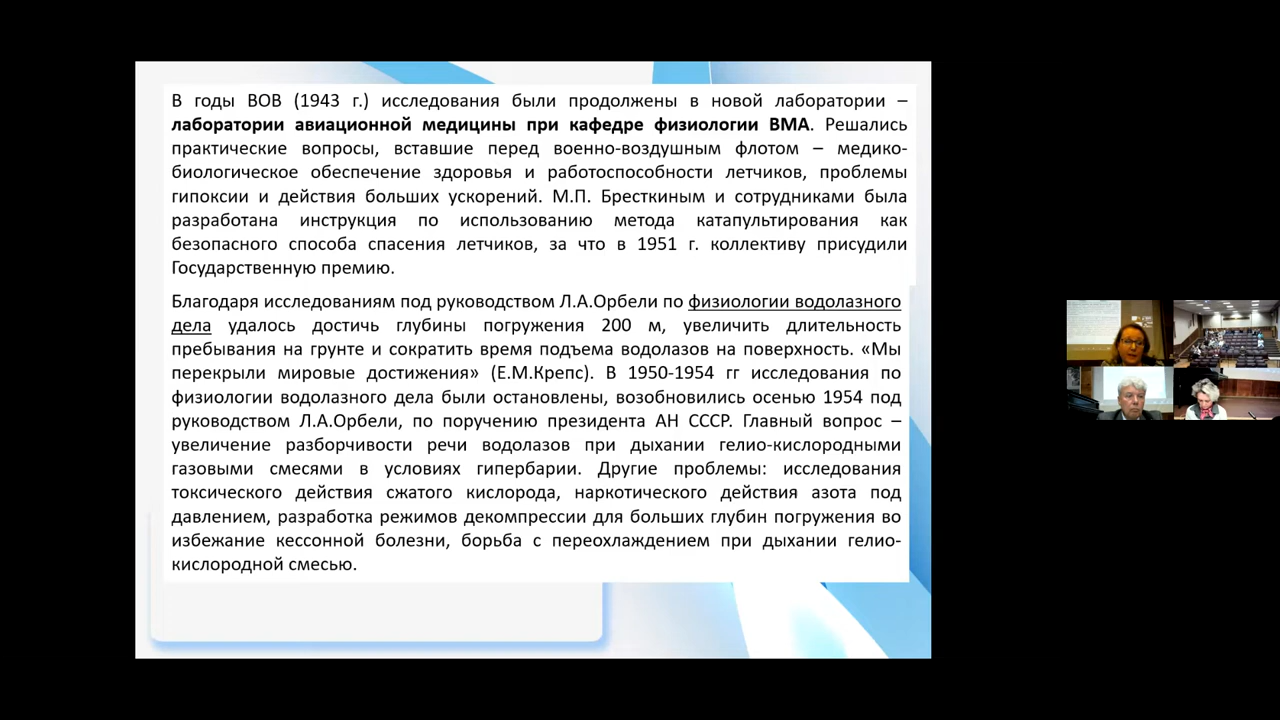 В годы ВОВ (1943 г.) исследования были продолжены в новой лаборатории –
лаборатории авиационной медицины при кафедре физиологии ВМА. Решались
практические вопросы, вставшие перед военно-воздушным флотом – медико-
биологическое обеспечение здоровья и работоспособности летчиков, проблемы
гипоксии и действия больших ускорений. М.П. Бресткиным и сотрудниками была
разработана инструкция по использованию метода катапультирования как
безопасного способа спасения летчиков, за что в 1951 г. коллективу присудили
Государственную премию.
Благодаря исследованиям под руководством Л.А.Орбели по физиологии водолазного
дела удалось достичь глубины погружения 200 м, увеличить длительность
пребывания на грунте и сократить время подъема водолазов на поверхность. «Мы
перекрыли мировые достижения» (Е.М.Крепс). В 1950-1954 гг исследования по
физиологии водолазного дела были остановлены, возобновились осенью 1954 под
руководством Л.А.Орбели, по поручению президента АН СССР. Главный вопрос –
увеличение разборчивости речи водолазов при дыхании гелио-кислородными
газовыми смесями в условиях гипербарии. Другие проблемы: исследования
токсического действия сжатого кислорода, наркотического действия азота под
давлением, разработка режимов декомпрессии для больших глубин погружения во
избежание кессонной болезни, борьба с переохлаждением при дыхании гелио-
кислородной смесью.